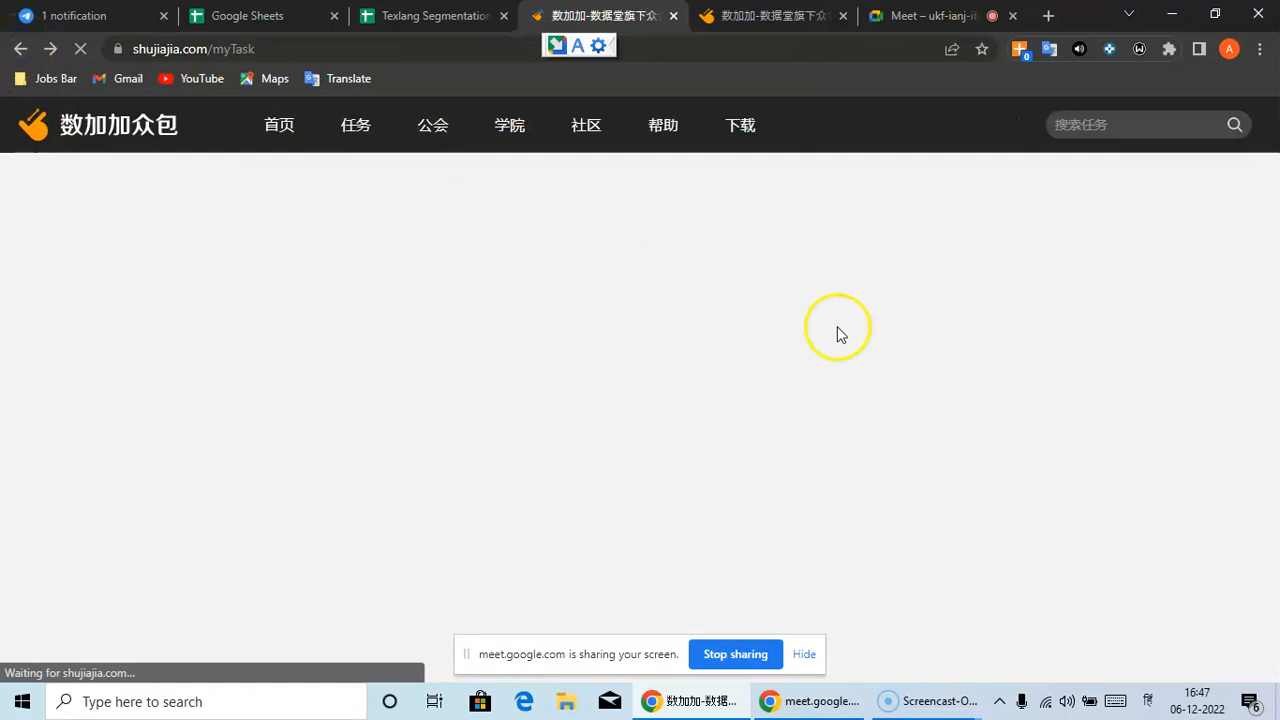 1 notification
Google Sheets
Texlang Segmentation
数加加-数据堂旗下众
数加加-数据堂旗下众
Meet – ukf-ianj-if
shujiajia.com/myTask
A
0
A
Jobs Bar
Gmail
YouTube
Maps
Translate
数加加众包
首页
任务
公会
学院
社区
帮助
下载
搜索任务
meet.google.com is sharing your screen.
Stop sharing
Hide
Waiting for shujiajia.com...
Type here to search
数加加-数据...
meet.google....
Screencast-O...
6:47
06-12-2022
6